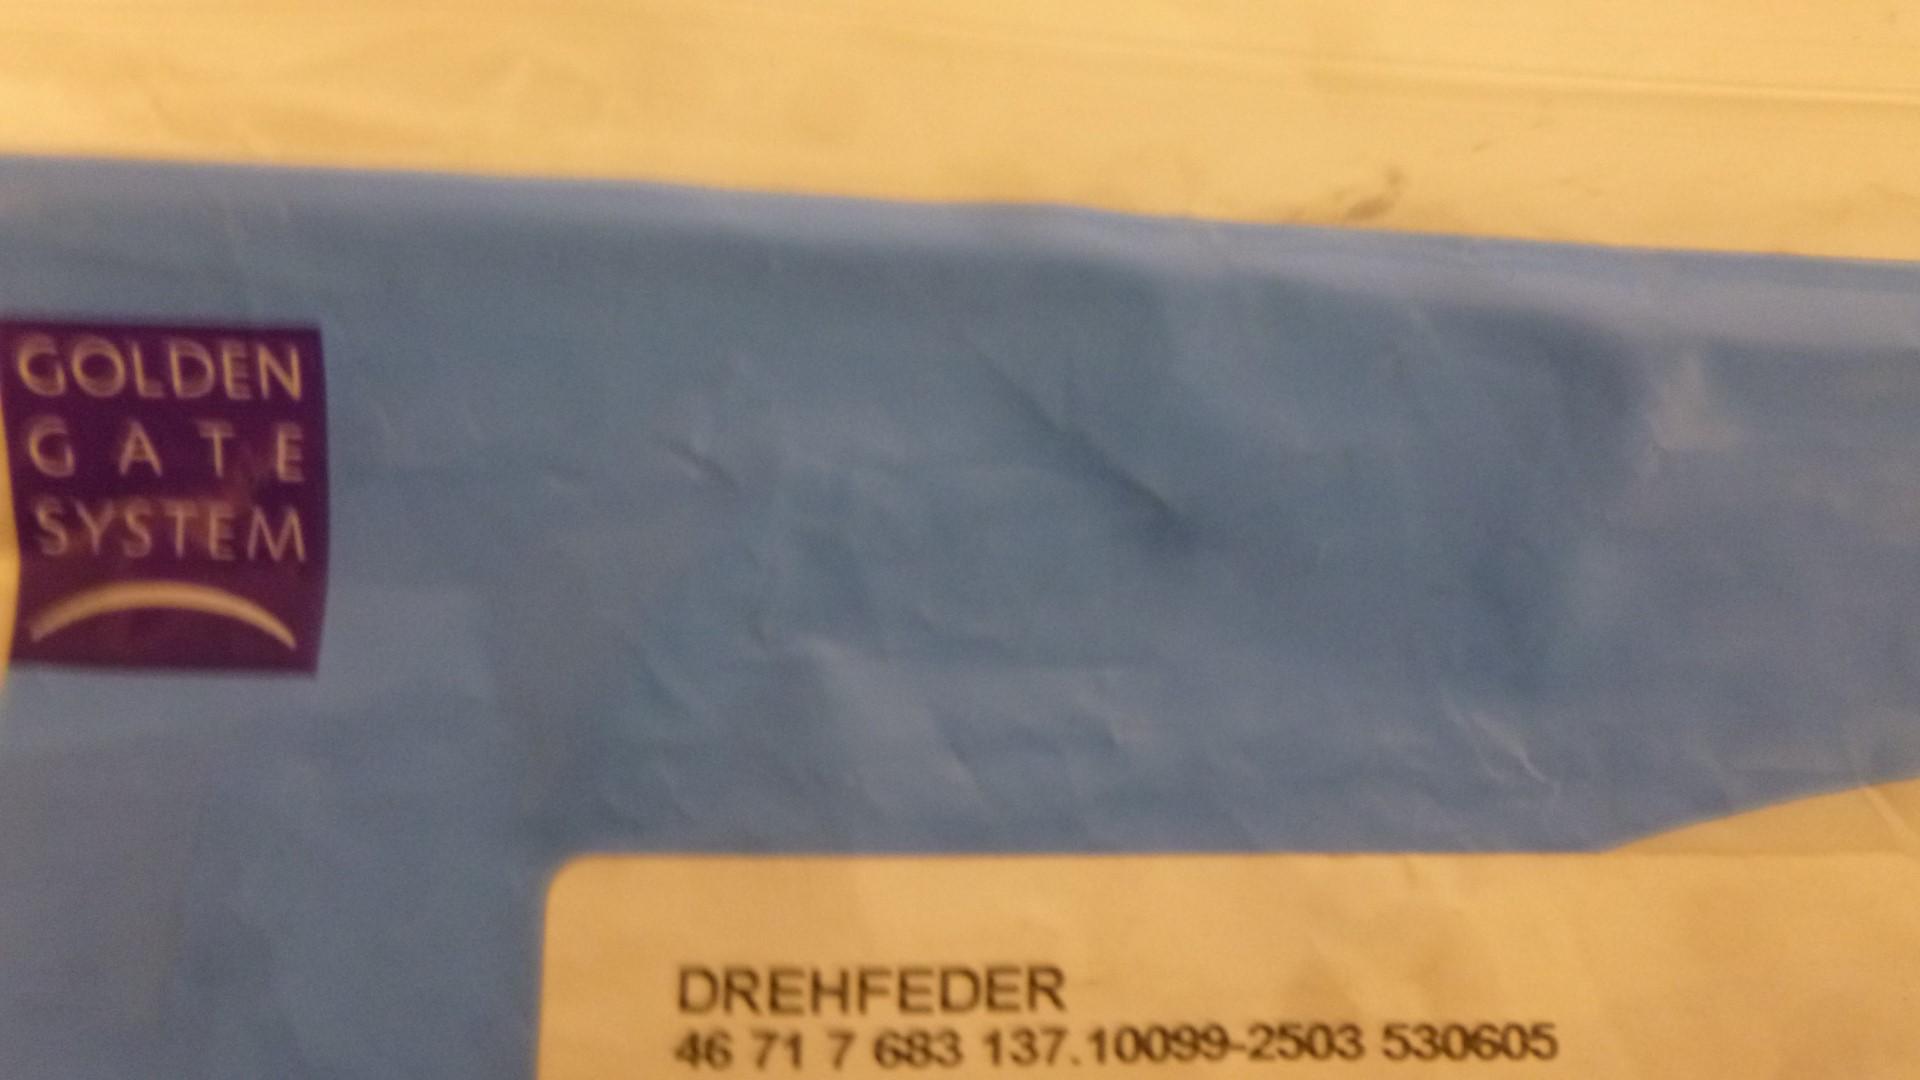 GOLDEN
GATE
SYSTEM
DREHFEDER
46 71 7 683 137.10099-2503 530605